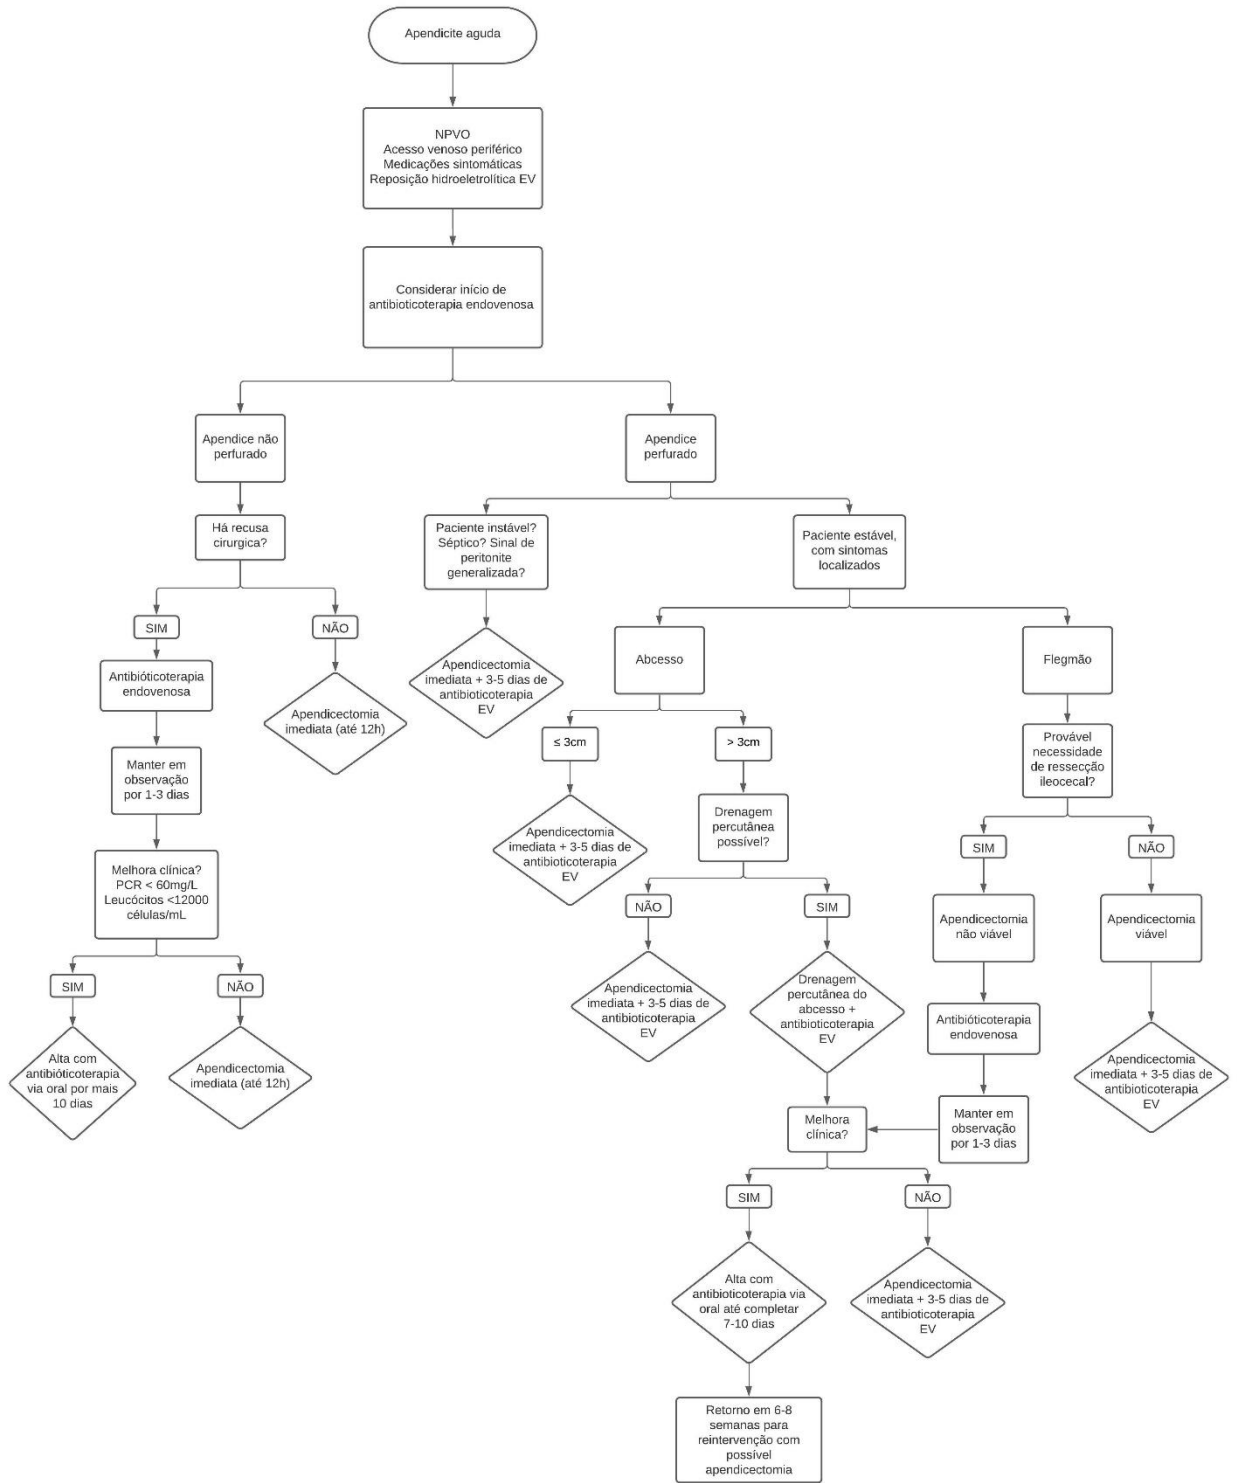 Apendicite aguda
NPVO
Acesso venoso periférico
Medicações sintomáticas
Reposição hidroeletrolítica EV
Considerar início de
antibioticoterapia endovenosa
Apendice não
perfurado
Apendice
perfurado
Há recusa
cirurgica?
Paciente instável?
Séptico? Sinal de
peritonite
generalizada?
Paciente estável,
com sintomas
localizados
SIM
NÃO
Abcesso
Flegmão
Antibióticoterapia
endovenosa
Apendicectomia
imediata (até 12h)
Apendicectomia
imediata + 3-5 dias de
antibioticoterapia
EV
≤ 3cm
> 3cm
Provável
necessidade
de ressecção
ileocecal?
Manter em
observação
por 1-3 dias
Apendicectomia
imediata + 3-5 dias de
antibioticoterapia
EV
Drenagem
percutânea
possível?
SIM
NÃO
Melhora clínica?
PCR < 60mg/L
Leucócitos <12000
células/mL
NÃO
SIM
Apendicectomia
não viável
Apendicectomia
viável
SIM
NÃO
Apendicectomia
imediata + 3-5 dias de
antibioticoterapia
EV
Drenagem
percutânea do
abcesso +
antibioticoterapia
EV
Antibióticoterapia
endovenosa
Alta com
antibióticoterapia
via oral por mais
10 dias
Apendicectomia
imediata (até 12h)
Apendicectomia
imediata + 3-5 dias de
antibioticoterapia
EV
Melhora
clínica?
Manter em
observação
por 1-3 dias
SIM
NÃO
Alta com
antibioticoterapia via
oral até completar
7-10 dias
Apendicectomia
imediata + 3-5 dias de
antibioticoterapia
EV
Retorno em 6-8
semanas para
reintervenção com
possível
apendicectomia